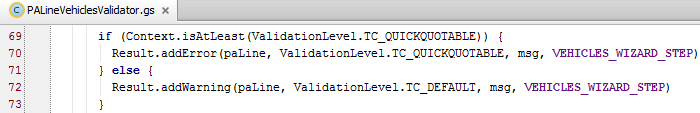 PALineVehiclesValidator.gs
69 if (Context.isAtLeast(ValidationLevel.TC_QUICKQUOTABLE)) {
70 Result.addError(paLine, ValidationLevel.TC_QUICKQUOTABLE, msg, VEHICLES_WIZARD_STEP)
71 } else {
72 Result.addWarning(paLine, ValidationLevel.TC_DEFAULT, msg, VEHICLES_WIZARD_STEP)
73 }